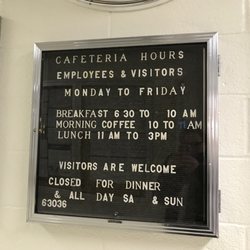 CAFETERIA HOURS
EMPLOYEES & VISITORS
MONDAY TO FRIDAY
BREAKFAST 6 30 TO 10 AM
MORNING COFFEE 10 TO 11 AM
LUNCH 11 AM TO 3PM
VISITORS ARE WELCOME
CLOSED FOR DINNER
& ALL DAY SA & SUN
63036